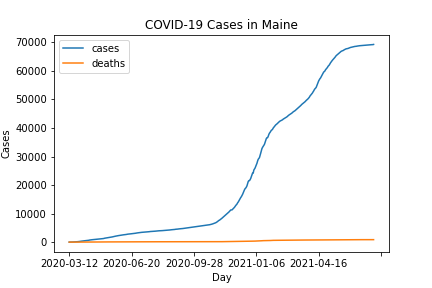 COVID-19 Cases in Maine
cases
deaths
Cases
70000
60000
50000
40000
30000
20000
10000
0
2020-03-12 2020-06-20 2020-09-28 2021-01-06 2021-04-16
Day